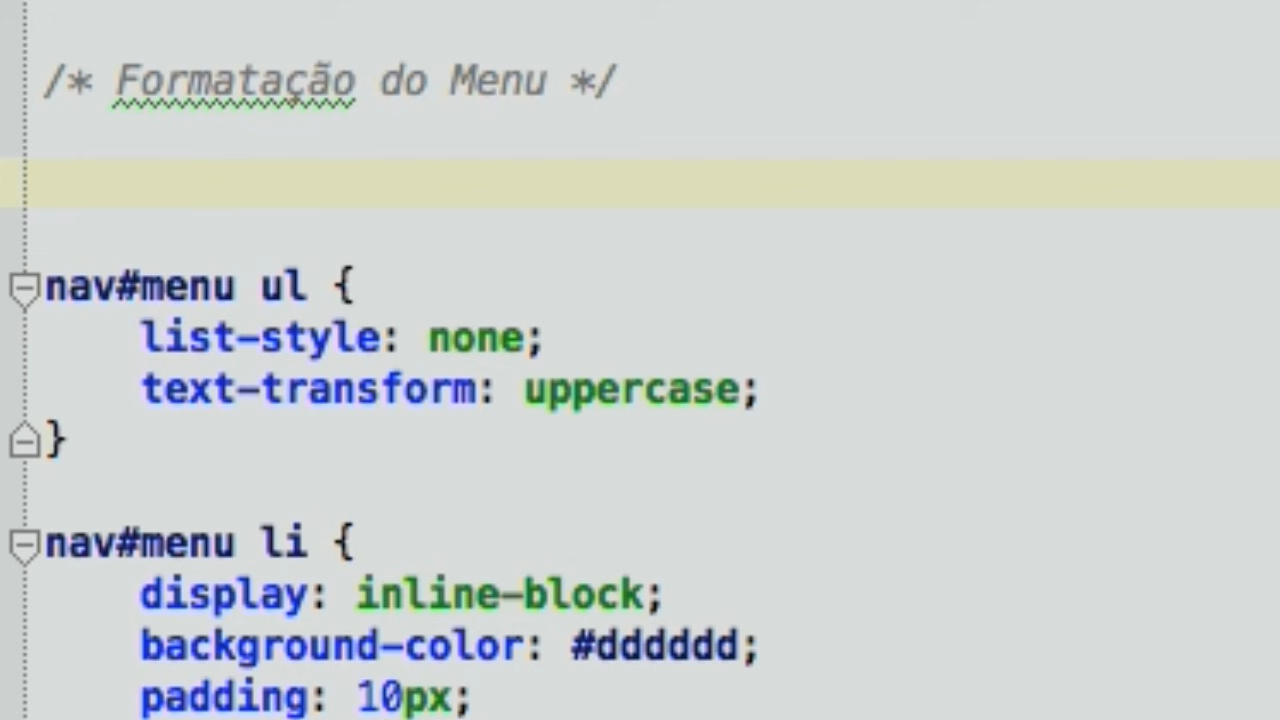 /* Formatação do Menu */
nav#menu ul {
list-style: none;
text-transform: uppercase;
}
nav#menu li {
display: inline-block;
background-color: #dddddd;
padding: 10px;